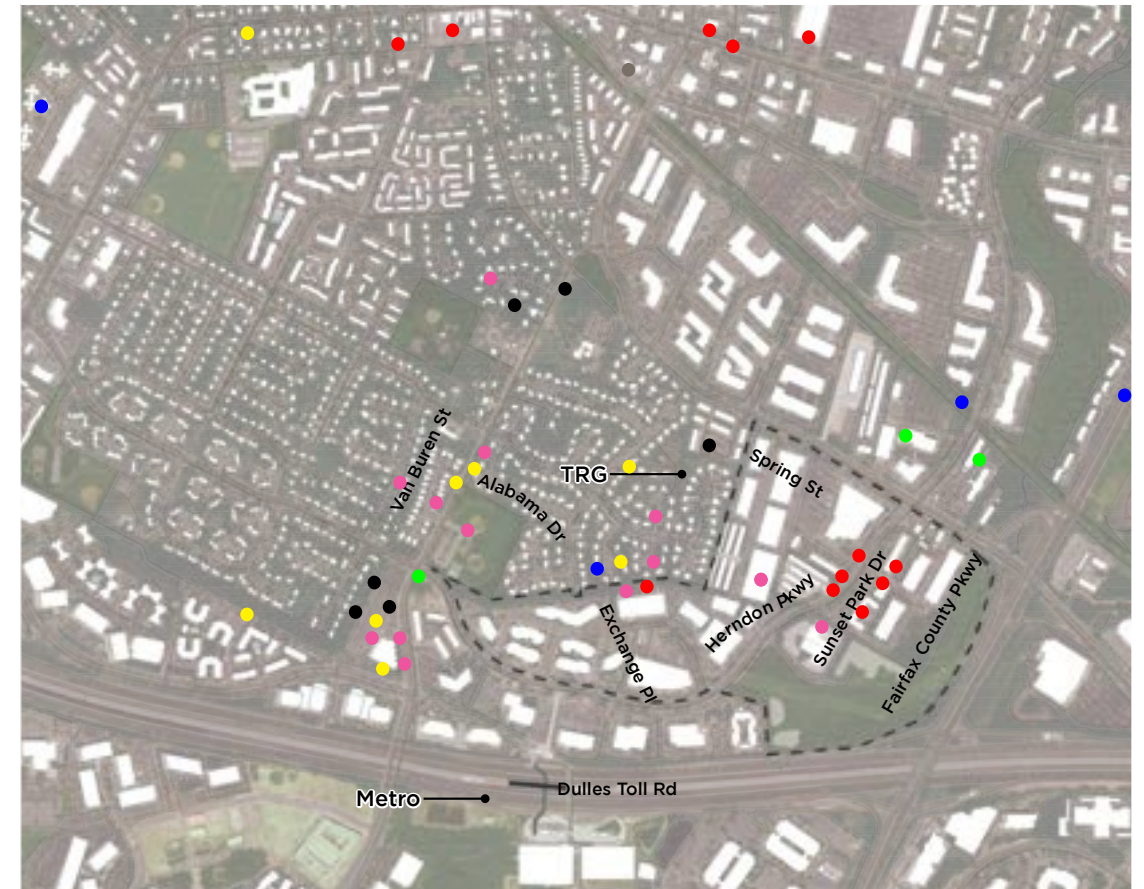 Van Buren St
Alabama Dr
TRG
Spring St
Exchange Pl
Herndon Pkwy
Sunset Park Dr
Fairfax County Pkwy
Dulles Toll Rd
Metro